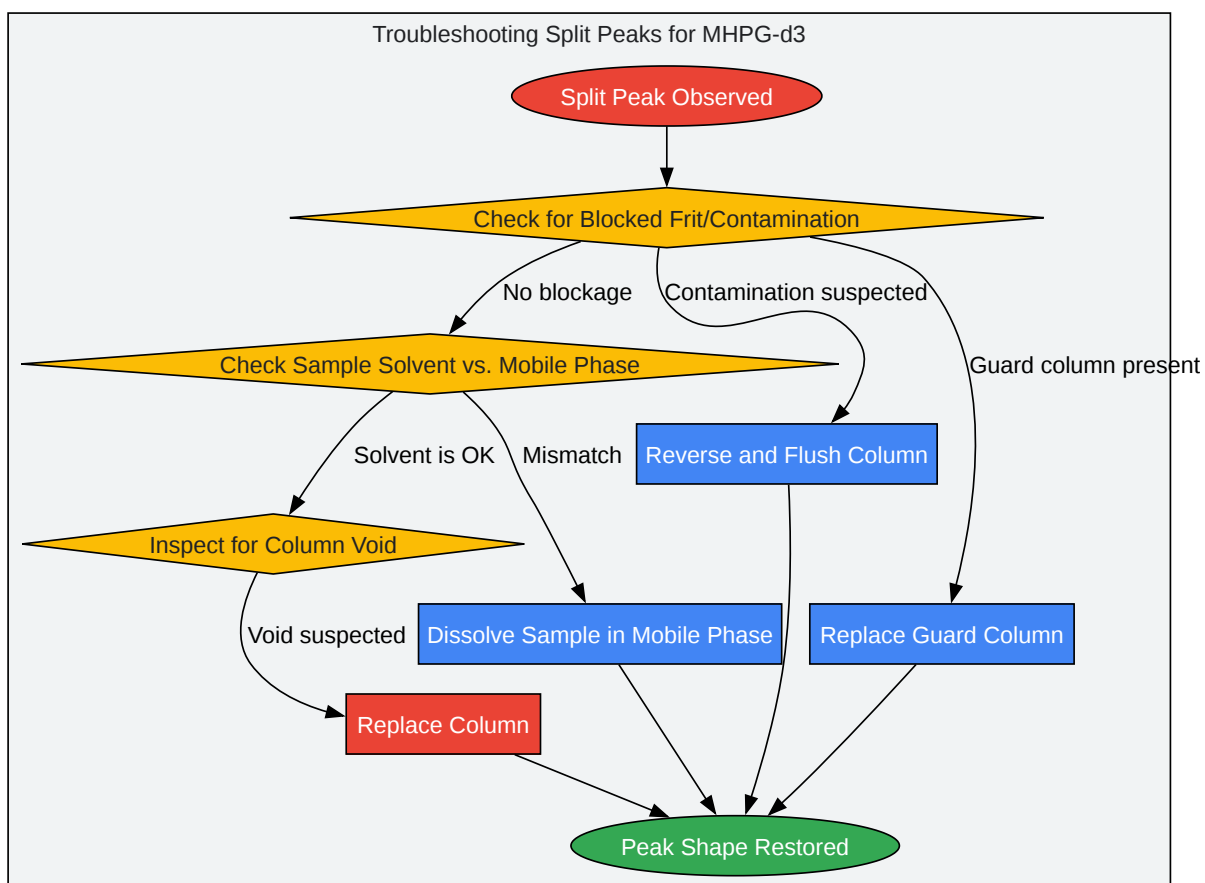 Troubleshooting Split Peaks for MHPG-d3
Split Peak Observed
Check for Blocked Frit/Contamination
No blockage
Contamination suspected
Check Sample Solvent vs. Mobile Phase
Guard column present
Solvent is OK
Mismatch
Reverse and Flush Column
Inspect for Column Void
Void suspected
Dissolve Sample in Mobile Phase
Replace Guard Column
Replace Column
Peak Shape Restored